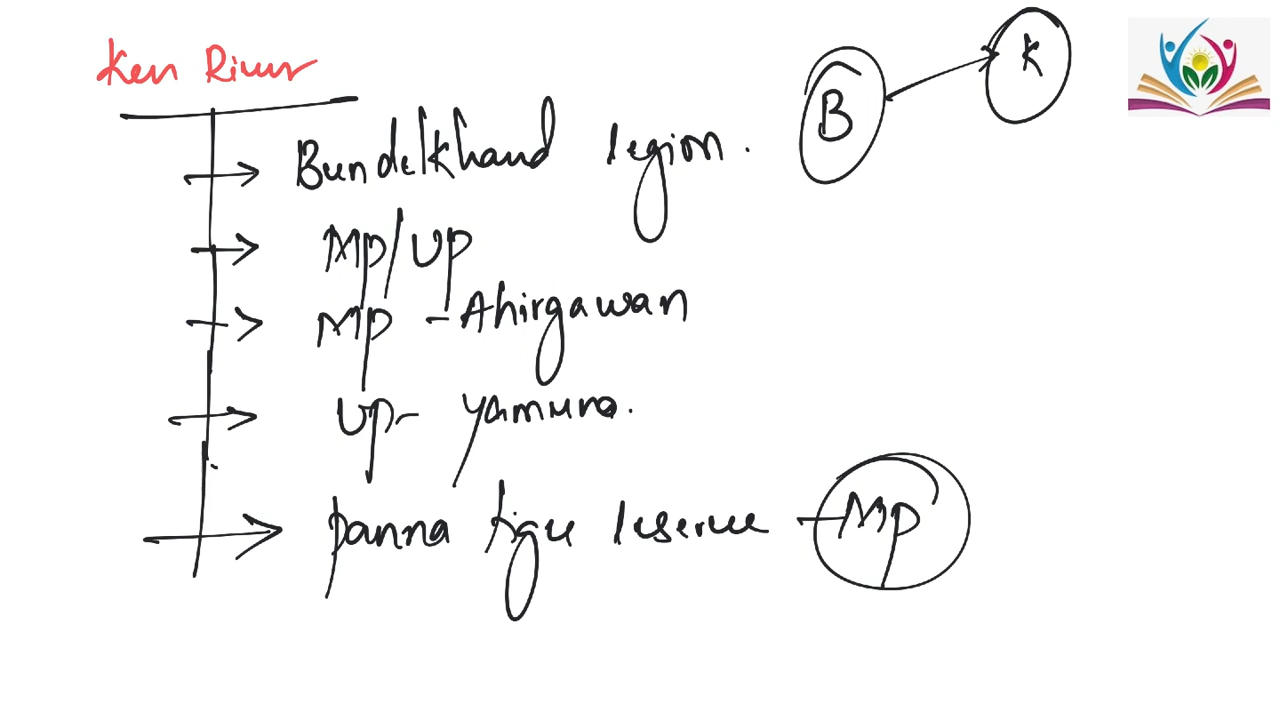 Ken River
B K
Bundelkhand region.
MP/UP
MP - Ahirgawan
UP- Yamuna.
panna tiger reserve - MP